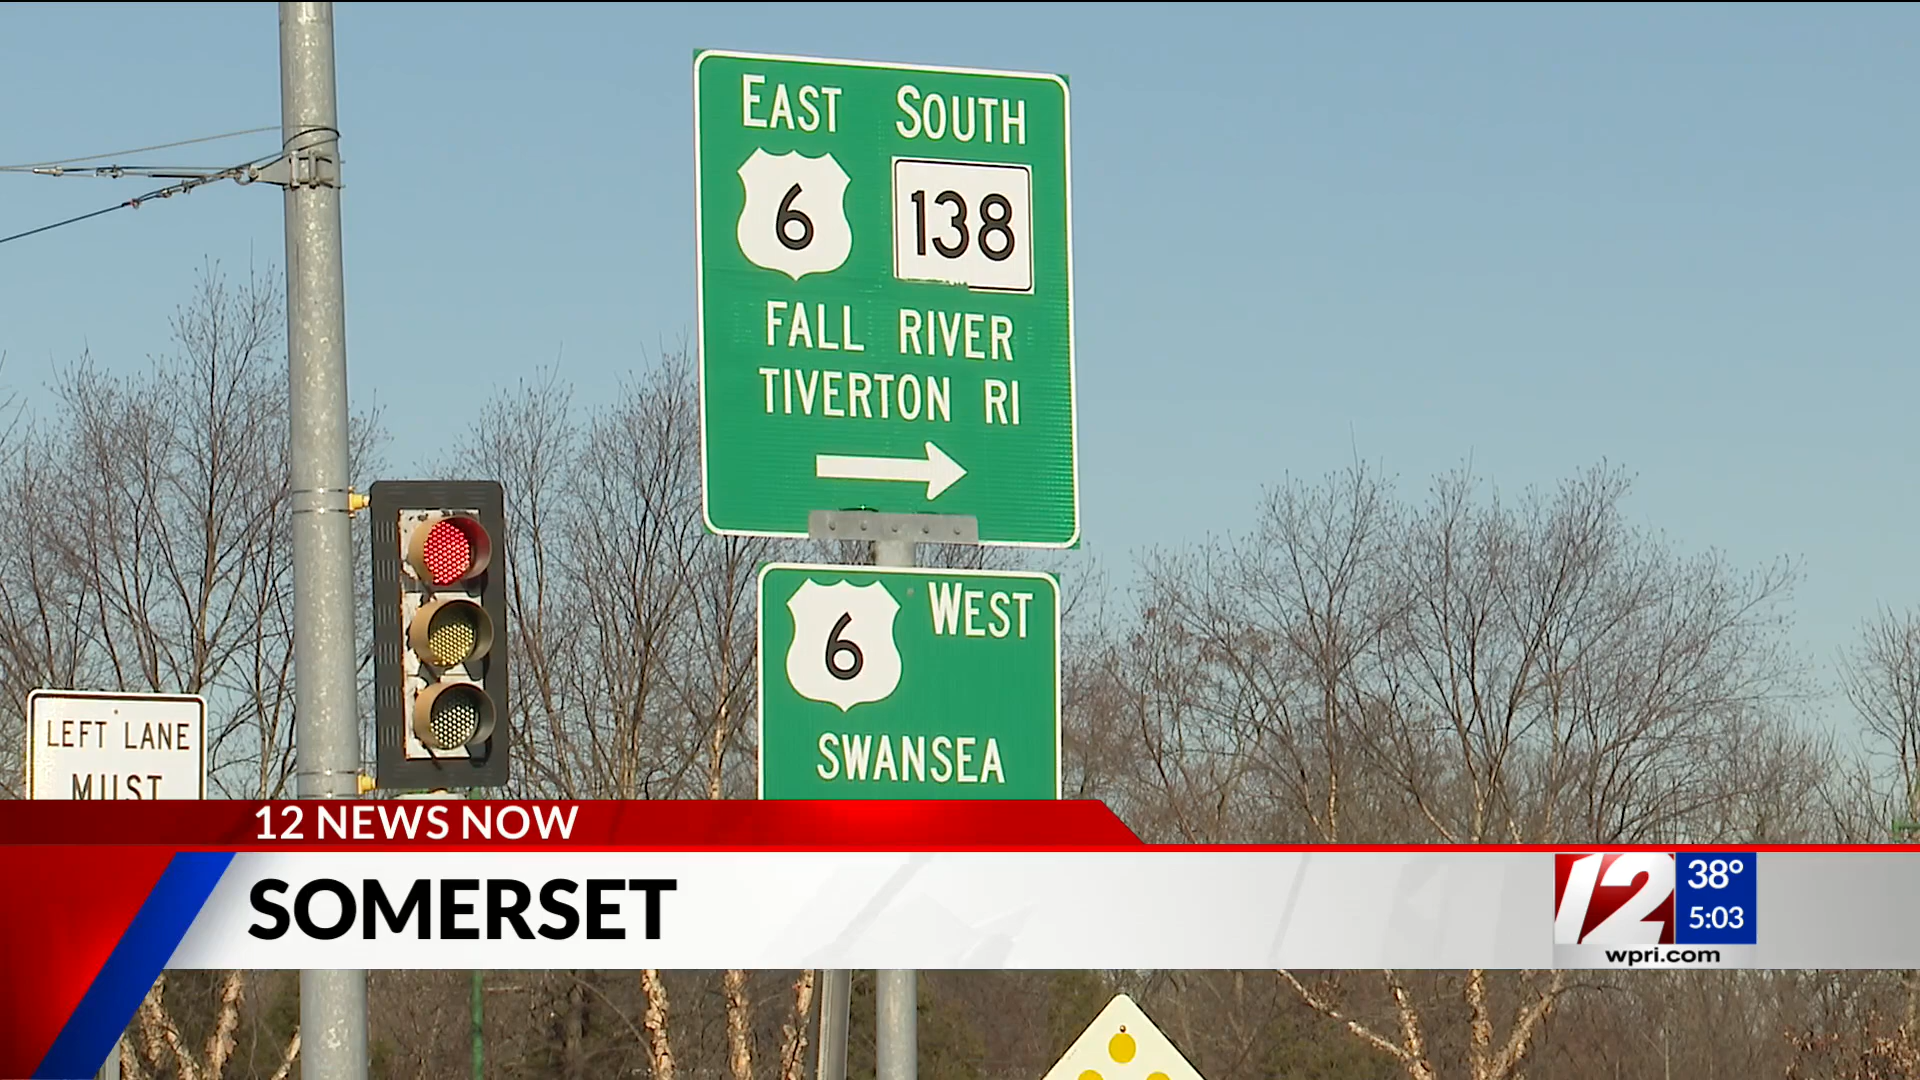 EAST SOUTH
6 138
FALL RIVER
TIVERTON RI
6 WEST
SWANSEA
LEFT LANE
MUST
12 NEWS NOW
SOMERSET
12 38°
5:03
wpri.com